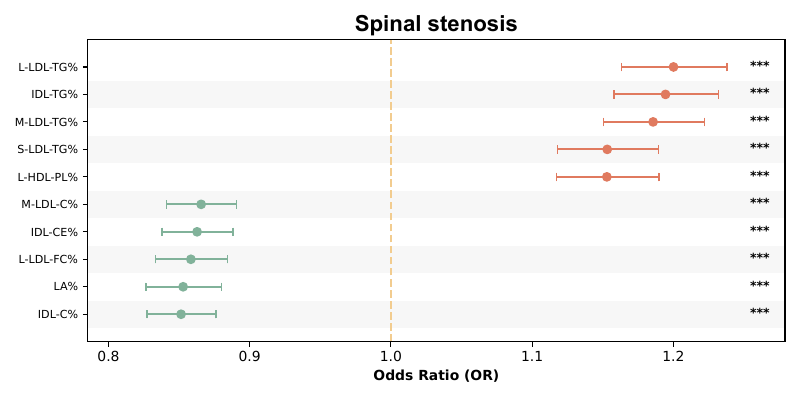 Spinal stenosis
L-LDL-TG% ***
IDL-TG% ***
M-LDL-TG% ***
S-LDL-TG% ***
L-HDL-PL% ***
M-LDL-C% ***
IDL-CE% ***
L-LDL-FC% ***
LA% ***
IDL-C% ***
0.8 0.9 1.0 1.1 1.2
Odds Ratio (OR)